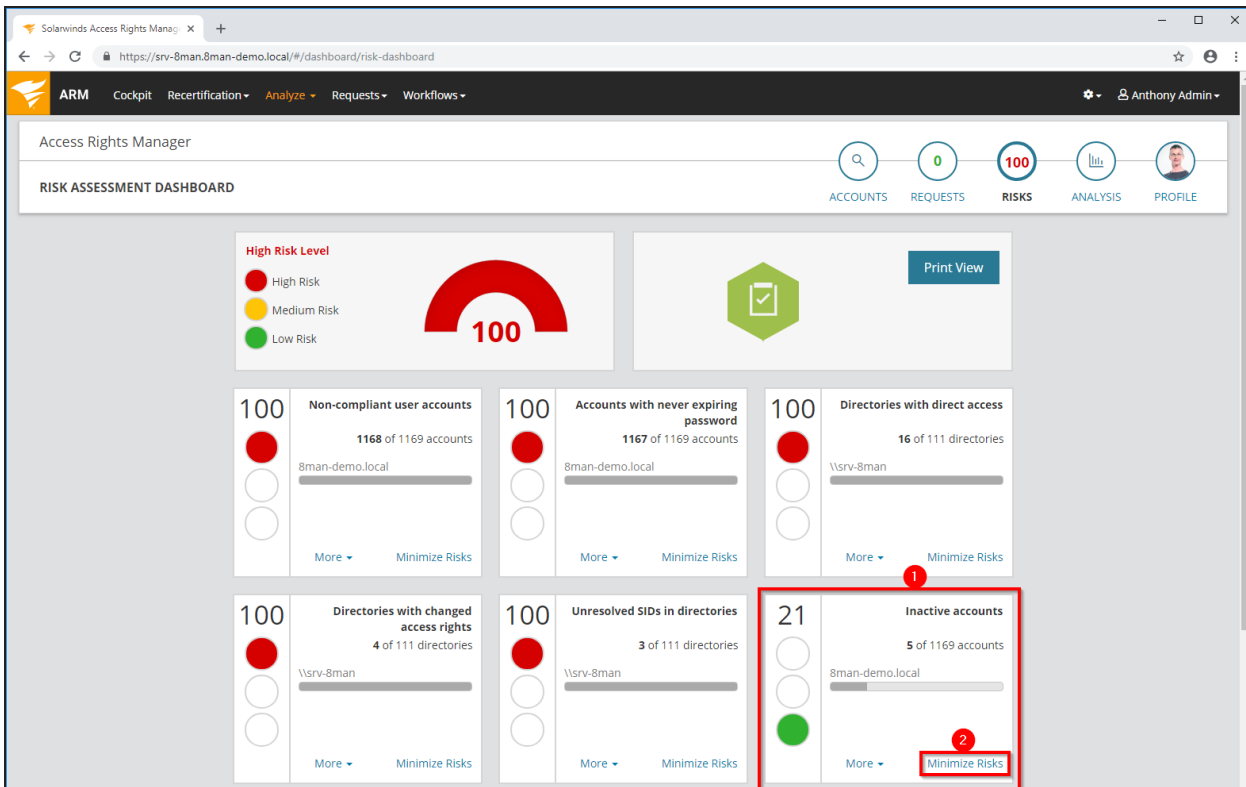 Solarwinds Access Rights Manag
https://srv-8man.8man-demo.local/#/dashboard/risk-dashboard
ARM Cockpit Recertification Analyze Requests Workflows Anthony Admin
Access Rights Manager
RISK ASSESSMENT DASHBOARD
0 100
ACCOUNTS REQUESTS RISKS ANALYSIS PROFILE
High Risk Level
High Risk
Medium Risk
Low Risk
100
Print View
100 Non-compliant user accounts
1168 of 1169 accounts
8man-demo.local
More Minimize Risks
100 Accounts with never expiring
password
1167 of 1169 accounts
8man-demo.local
More Minimize Risks
100 Directories with direct access
16 of 111 directories
\\srv-8man
More Minimize Risks
1
100 Directories with changed
access rights
4 of 111 directories
\\srv-8man
More Minimize Risks
100 Unresolved SIDs in directories
3 of 111 directories
\\srv-8man
More Minimize Risks
21 Inactive accounts
5 of 1169 accounts
8man-demo.local
2
More Minimize Risks